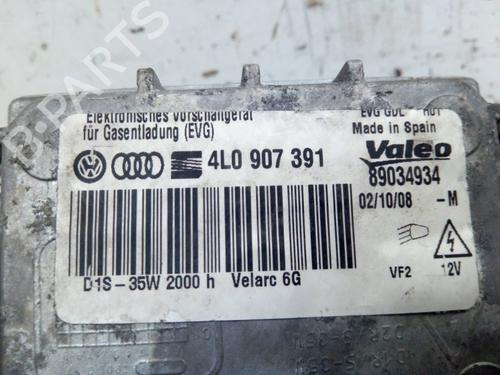 Elektronisches Vorschaltgerät
für Gasentladung (EVG)
4L0 907 391
D1S-35W 2000 h Velarc 6G
EVG GDL H01
Made in Spain
Valeo
89034934
02/10/08 -M
VF2 12V
B-PARTS